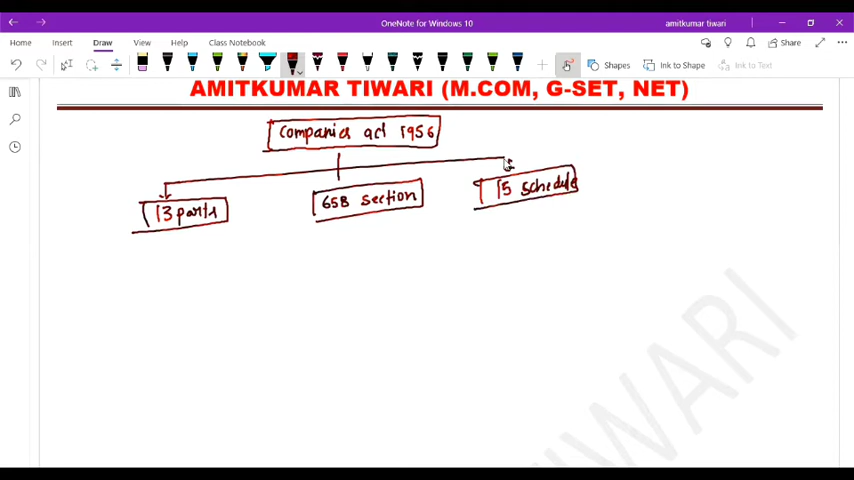 OneNote for Windows 10
amitkumar tiwari
Home Insert Draw View Help Class Notebook
Share
Shapes
Ink to Shape
Ink to Text
AMITKUMAR TIWARI (M.COM, G-SET, NET)
Companies act 1956
13 parts
658 section
15 schedule
TIWARI